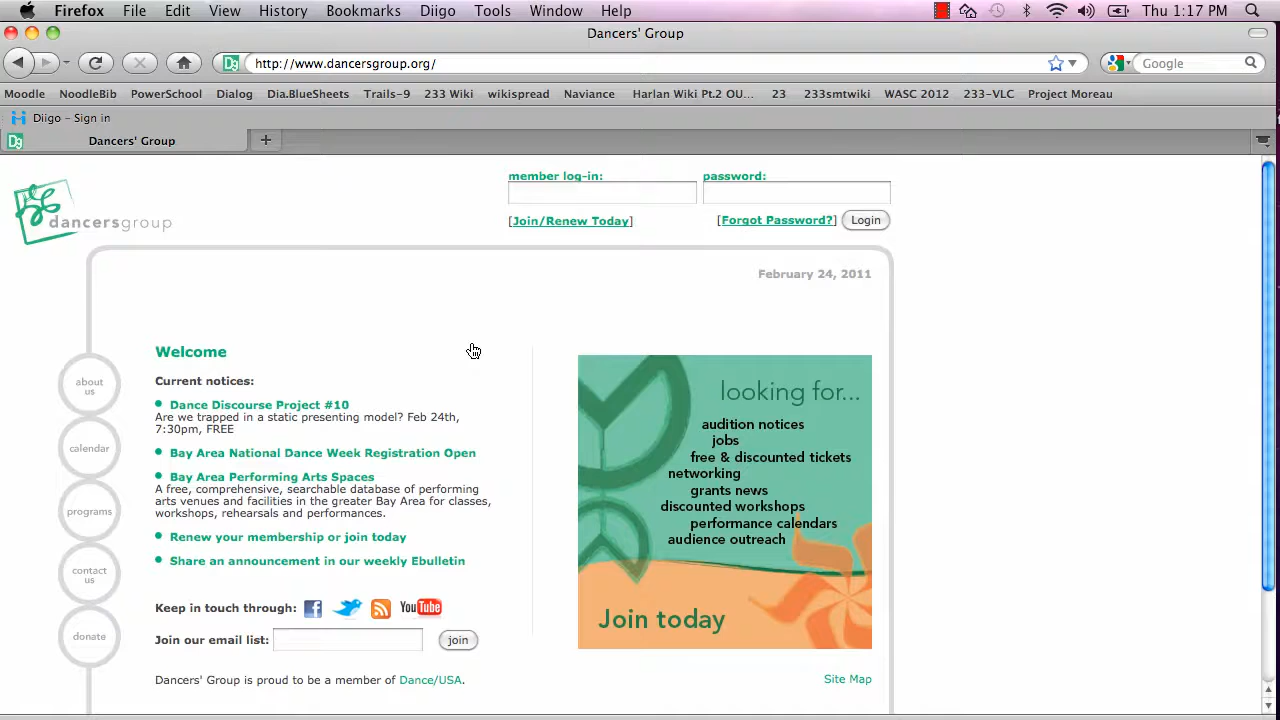 Firefox File Edit View History Bookmarks Diigo Tools Window Help Thu 1:17 PM
Dancers' Group
http://www.dancersgroup.org/ Google
Moodle NoodleBib PowerSchool Dialog Dia.BlueSheets Trails-9 233 Wiki wikispread Naviance Harlan Wiki Pt.2 OU... 23 233smtwiki WASC 2012 233-VLC Project Moreau
Diigo - Sign in
Dg Dancers' Group +
member log-in: password:
dancersgroup
[Join/Renew Today] [Forgot Password?] Login
February 24, 2011
about
us
calendar
programs
contact
us
donate
Welcome
Current notices:
• Dance Discourse Project #10
Are we trapped in a static presenting model? Feb 24th,
7:30pm, FREE
• Bay Area National Dance Week Registration Open
• Bay Area Performing Arts Spaces
A free, comprehensive, searchable database of performing
arts venues and facilities in the greater Bay Area for classes,
workshops, rehearsals and performances.
• Renew your membership or join today
• Share an announcement in our weekly Ebulletin
Keep in touch through: f YouTube
Join our email list: join
Dancers' Group is proud to be a member of Dance/USA.
looking for...
audition notices
jobs
free & discounted tickets
networking
grants news
discounted workshops
performance calendars
audience outreach
Join today
Site Map